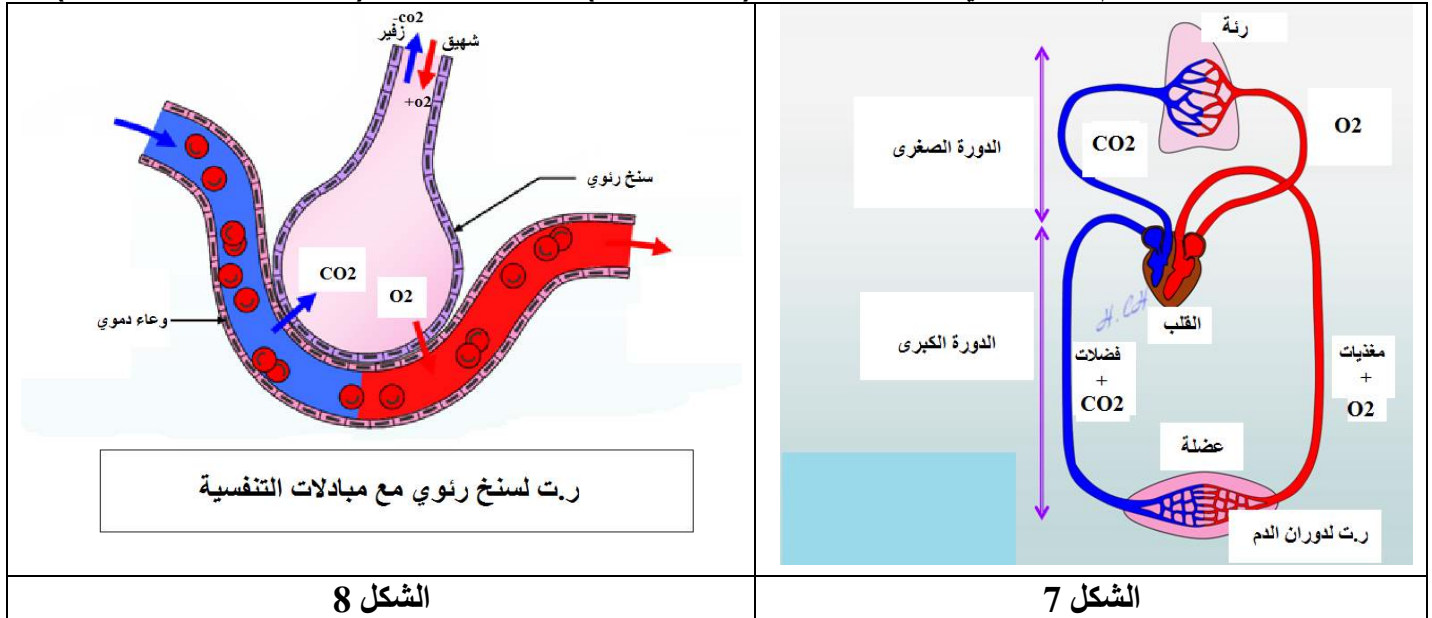 رئة
O2
CO2
الدورة الصغرى
القلب
H.CH
الدورة الكبرى
فضلات
+
CO2
مغذيات
+
O2
عضلة
ر.ت لدوران الدم
الشكل 7
-co2
زفير
شهيق
+o2
سنخ رئوي
CO2
O2
وعاء دموي
ر.ت لسنخ رئوي مع مبادلات التنفسية
الشكل 8